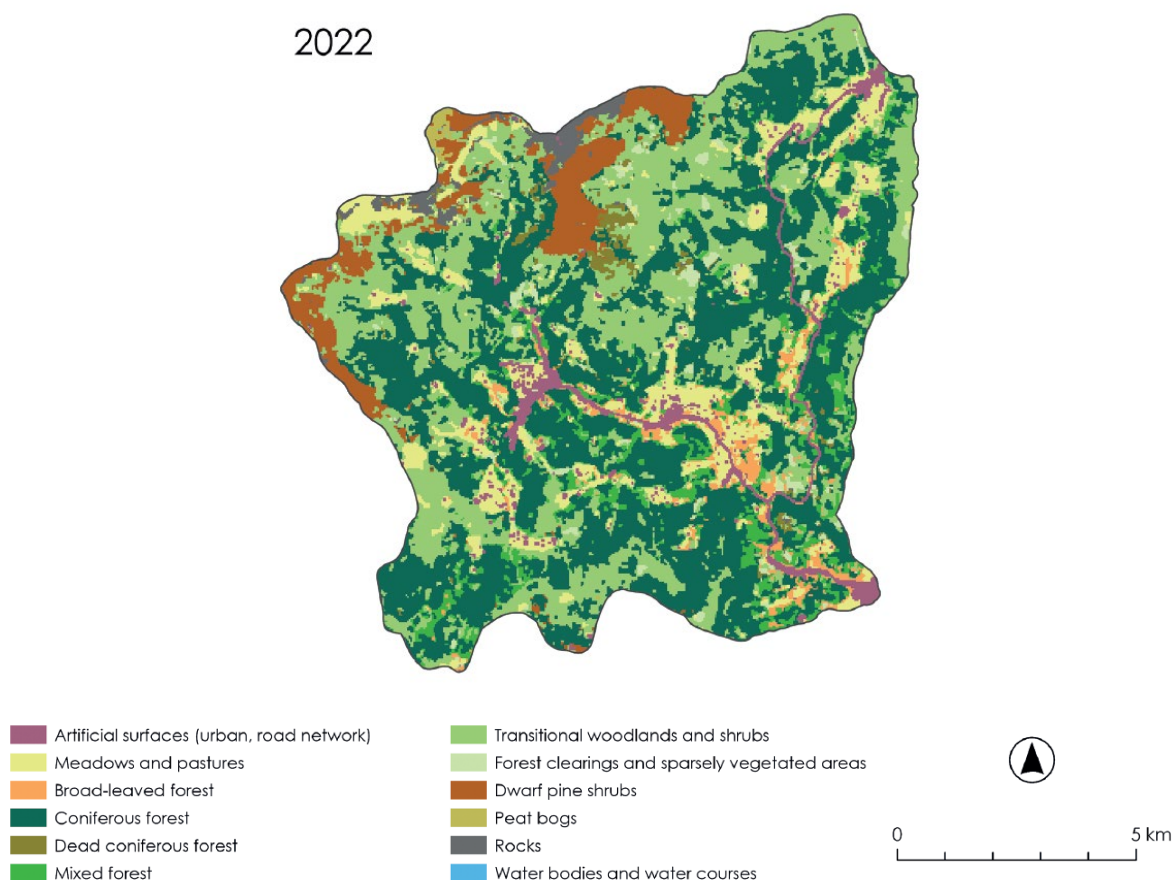 2022
Artificial surfaces (urban, road network)
Meadows and pastures
Broad-leaved forest
Coniferous forest
Dead coniferous forest
Mixed forest
Transitional woodlands and shrubs
Forest clearings and sparsely vegetated areas
Dwarf pine shrubs
Peat bogs
Rocks
Water bodies and water courses
0 5 km